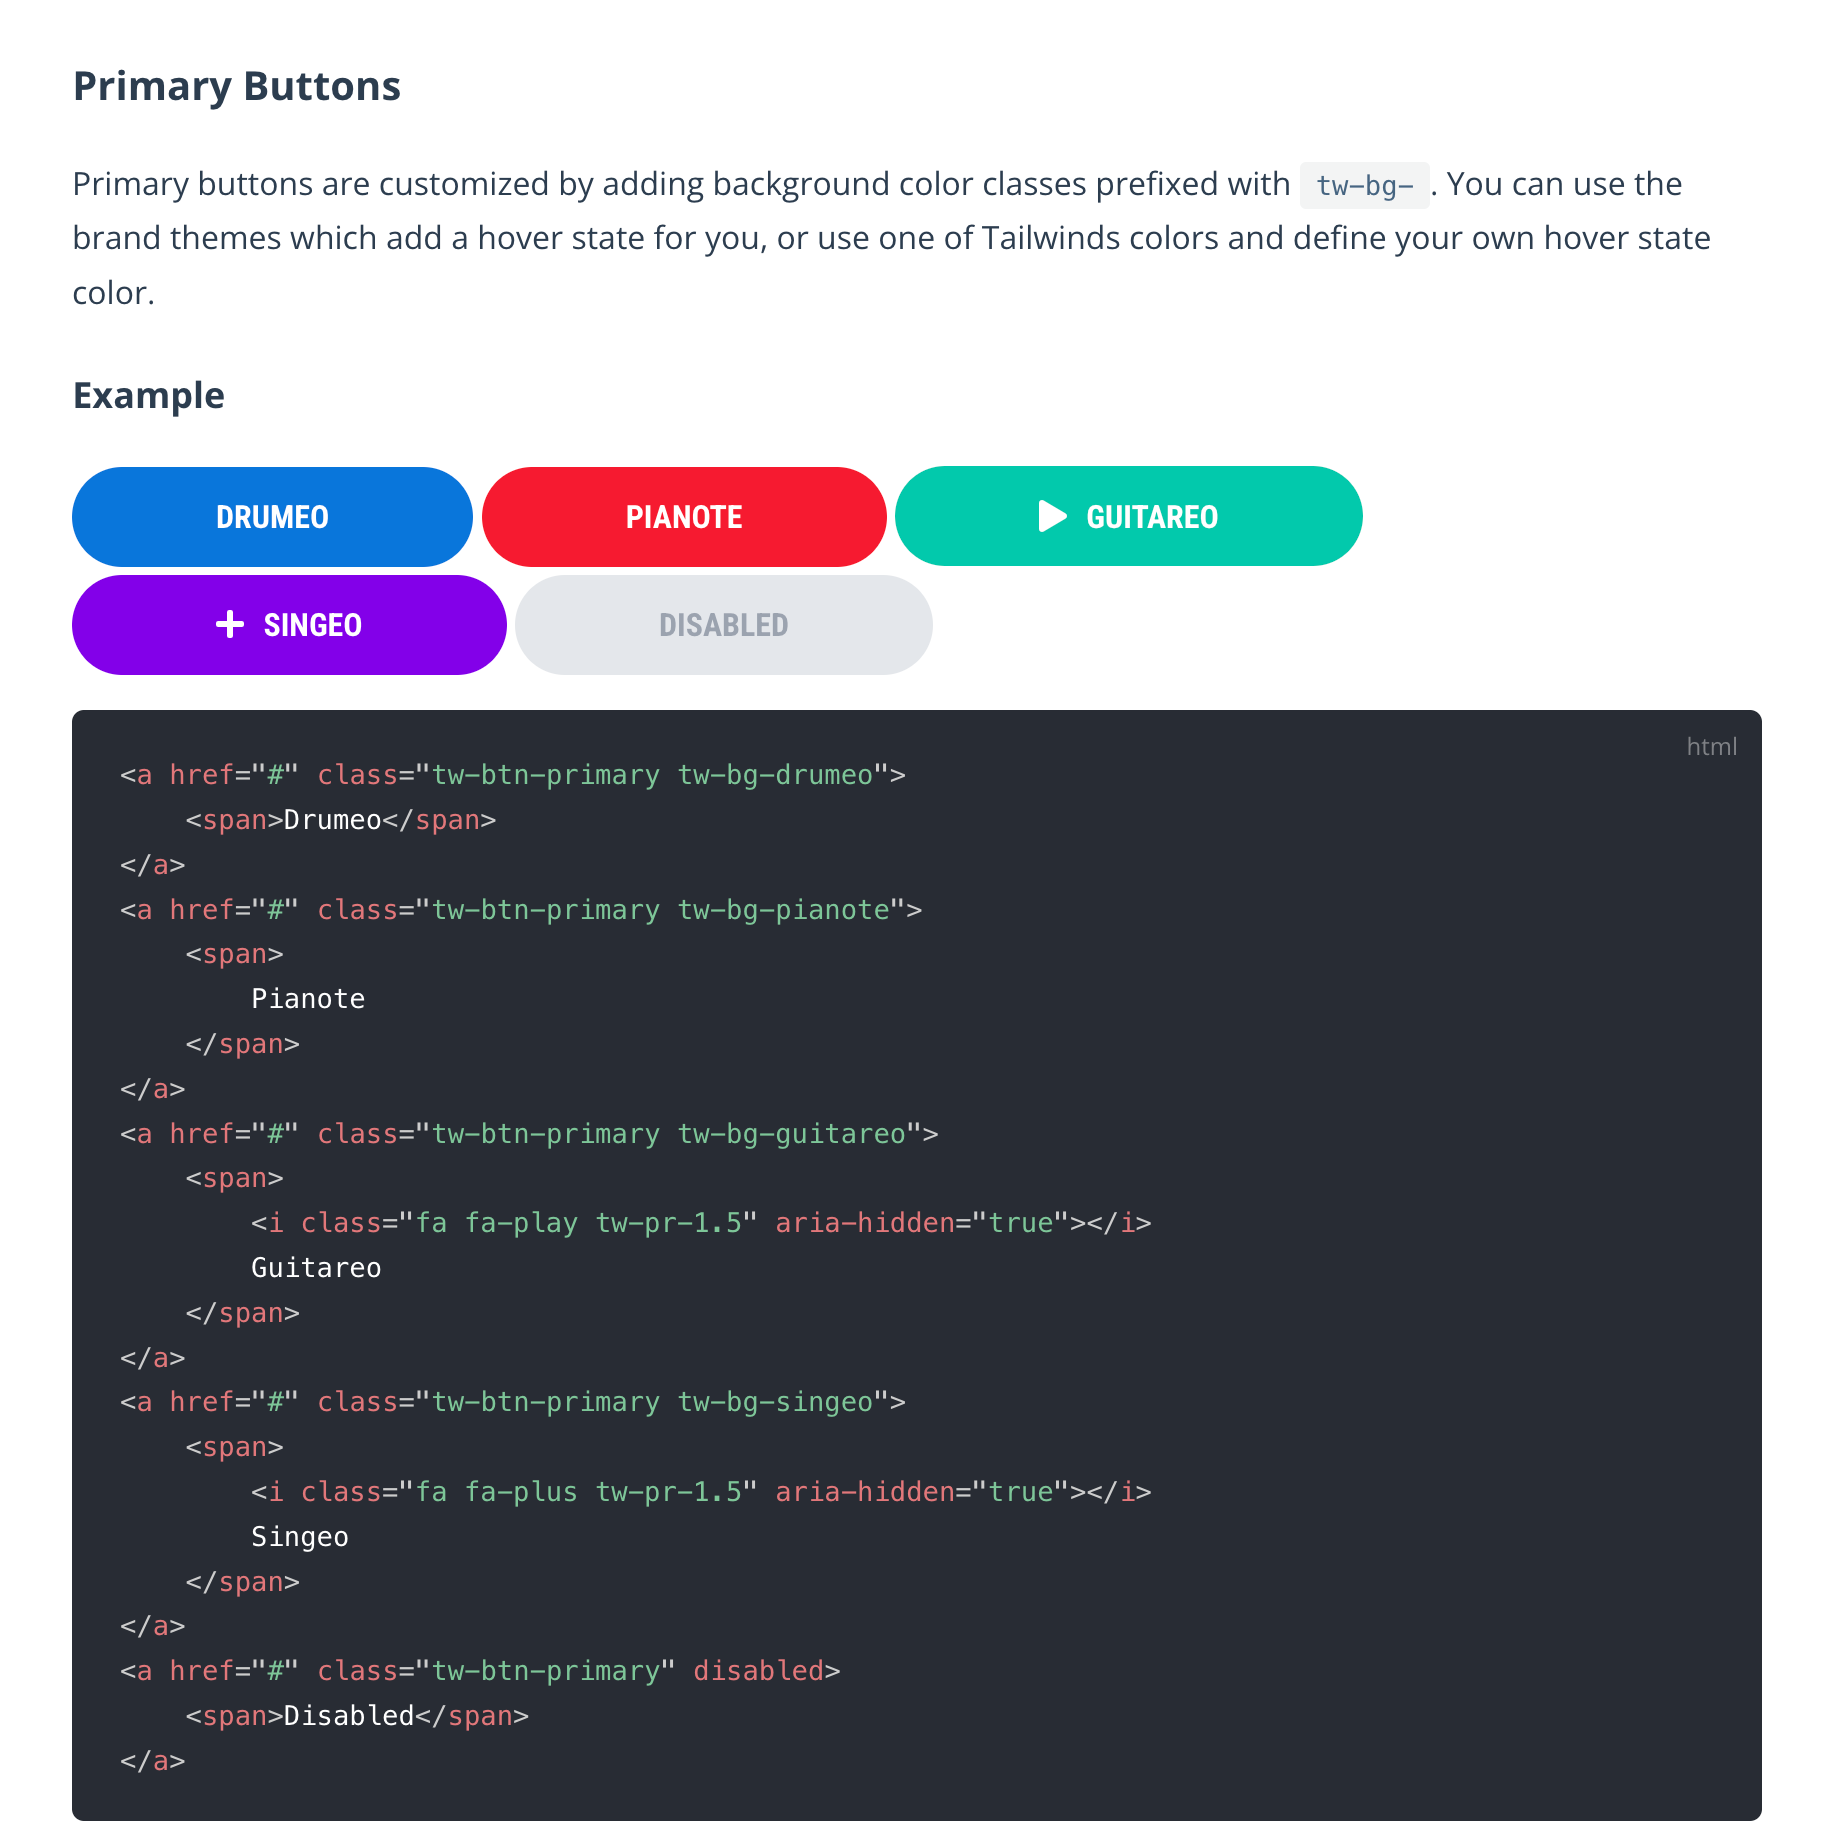 Primary Buttons
Primary buttons are customized by adding background color classes prefixed with tw-bg- . You can use the
brand themes which add a hover state for you, or use one of Tailwinds colors and define your own hover state
color.
Example
DRUMEO PIANOTE GUITAREO
SINGEO DISABLED
html
<a href="#" class="tw-btn-primary tw-bg-drumeo">
    <span>Drumeo</span>
</a>
<a href="#" class="tw-btn-primary tw-bg-pianote">
    <span>
        Pianote
    </span>
</a>
<a href="#" class="tw-btn-primary tw-bg-guitareo">
    <span>
        <i class="fa fa-play tw-pr-1.5" aria-hidden="true"></i>
        Guitareo
    </span>
</a>
<a href="#" class="tw-btn-primary tw-bg-singeo">
    <span>
        <i class="fa fa-plus tw-pr-1.5" aria-hidden="true"></i>
        Singeo
    </span>
</a>
<a href="#" class="tw-btn-primary" disabled>
    <span>Disabled</span>
</a>